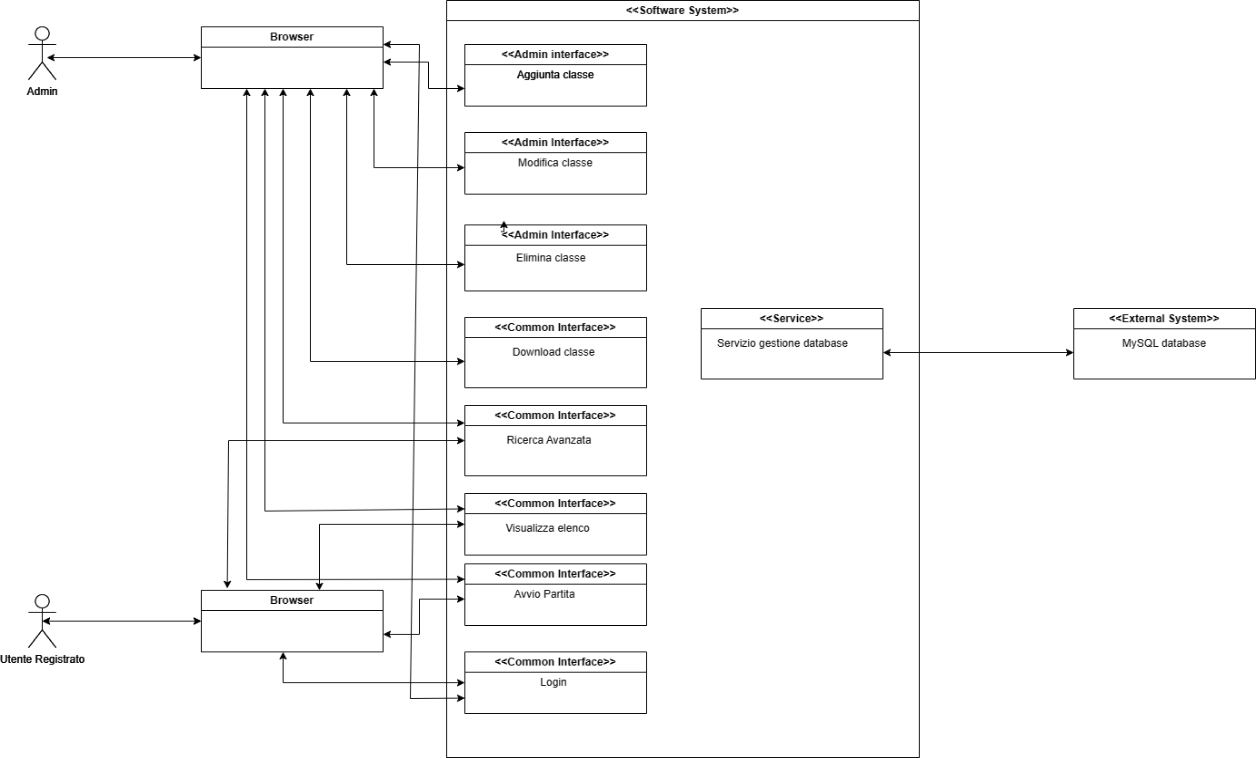 <<Software System>>
Admin
Browser
<<Admin interface>>
Aggiunta classe
<<Admin Interface>>
Modifica classe
<<Admin Interface>>
Elimina classe
<<Common Interface>>
Download classe
<<Service>>
Servizio gestione database
<<External System>>
MySQL database
<<Common Interface>>
Ricerca Avanzata
<<Common Interface>>
Visualizza elenco
<<Common Interface>>
Avvio Partita
Utente Registrato
Browser
<<Common Interface>>
Login